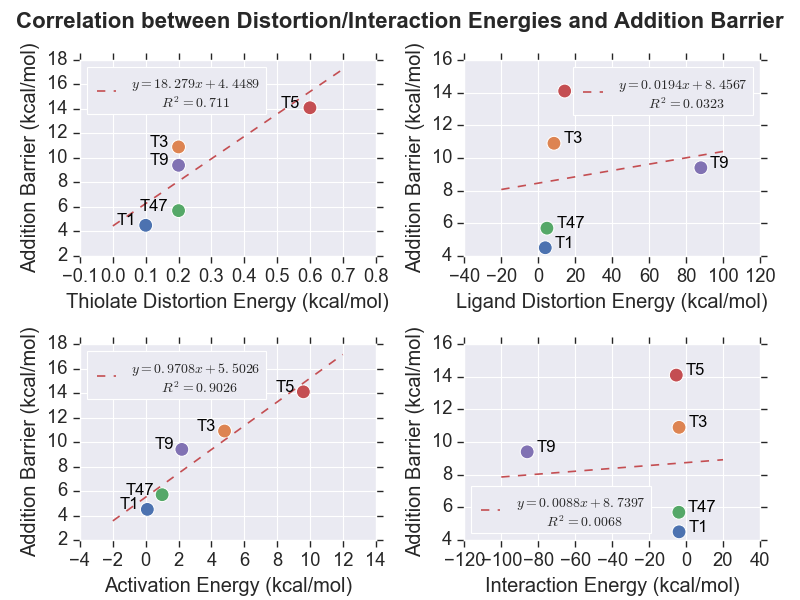 Correlation between Distortion/Interaction Energies and Addition Barrier
Addition Barrier (kcal/mol)
18
16
14
12
10
8
6
4
2
y = 18.279x + 4.4489
R² = 0.711
T5
T3
T9
T47
T1
−0.1 0.0 0.1 0.2 0.3 0.4 0.5 0.6 0.7 0.8
Thiolate Distortion Energy (kcal/mol)
Addition Barrier (kcal/mol)
16
14
12
10
8
6
4
y = 0.0194x + 8.4567
R² = 0.0323
T3
T9
T47
T1
−40 −20 0 20 40 60 80 100 120
Ligand Distortion Energy (kcal/mol)
Addition Barrier (kcal/mol)
18
16
14
12
10
8
6
4
2
y = 0.9708x + 5.5026
R² = 0.9026
T5
T3
T9
T47
T1
−4 −2 0 2 4 6 8 10 12 14
Activation Energy (kcal/mol)
Addition Barrier (kcal/mol)
16
14
12
10
8
6
4
T5
T3
T9
T47
T1
y = 0.0088x + 8.7397
R² = 0.0068
−120 −100 −80 −60 −40 −20 0 20 40
Interaction Energy (kcal/mol)